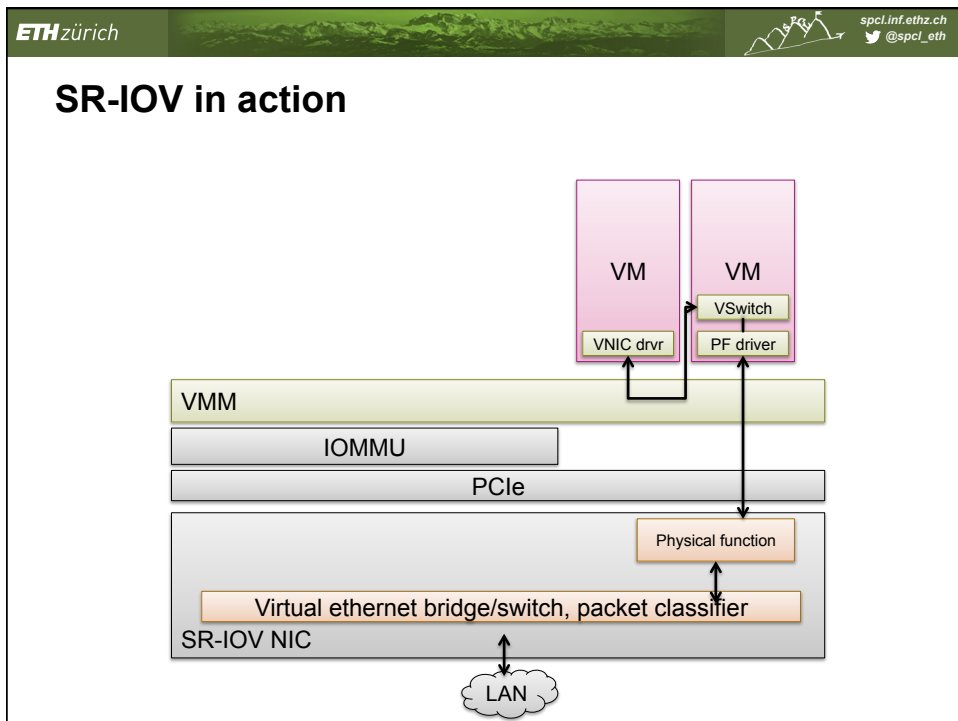 ETH zürich
spcl.inf.ethz.ch
@spcl_eth
SR-IOV in action
VM
VM
VSwitch
VNIC drvr
PF driver
VMM
IOMMU
PCIe
Physical function
Virtual ethernet bridge/switch, packet classifier
SR-IOV NIC
LAN